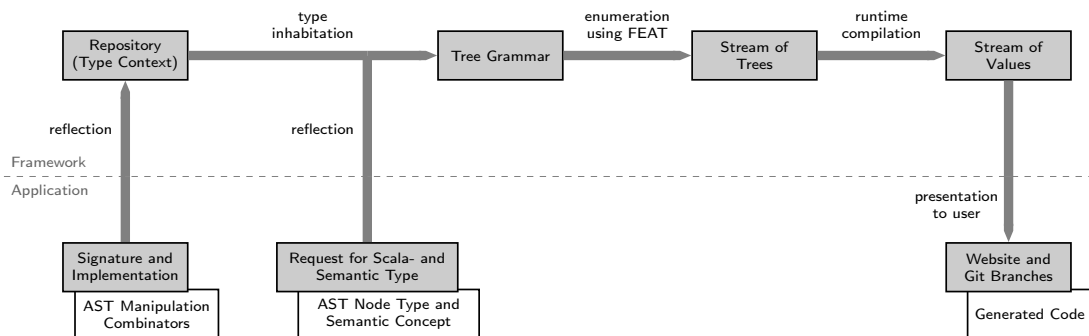 type
inhabitation
enumeration
using FEAT
runtime
compilation
Repository
(Type Context)
Tree Grammar
Stream of
Trees
Stream of
Values
reflection
reflection
Framework
Application
presentation
to user
Signature and
Implementation
Request for Scala- and
Semantic Type
Website and
Git Branches
AST Manipulation
Combinators
AST Node Type and
Semantic Concept
Generated Code